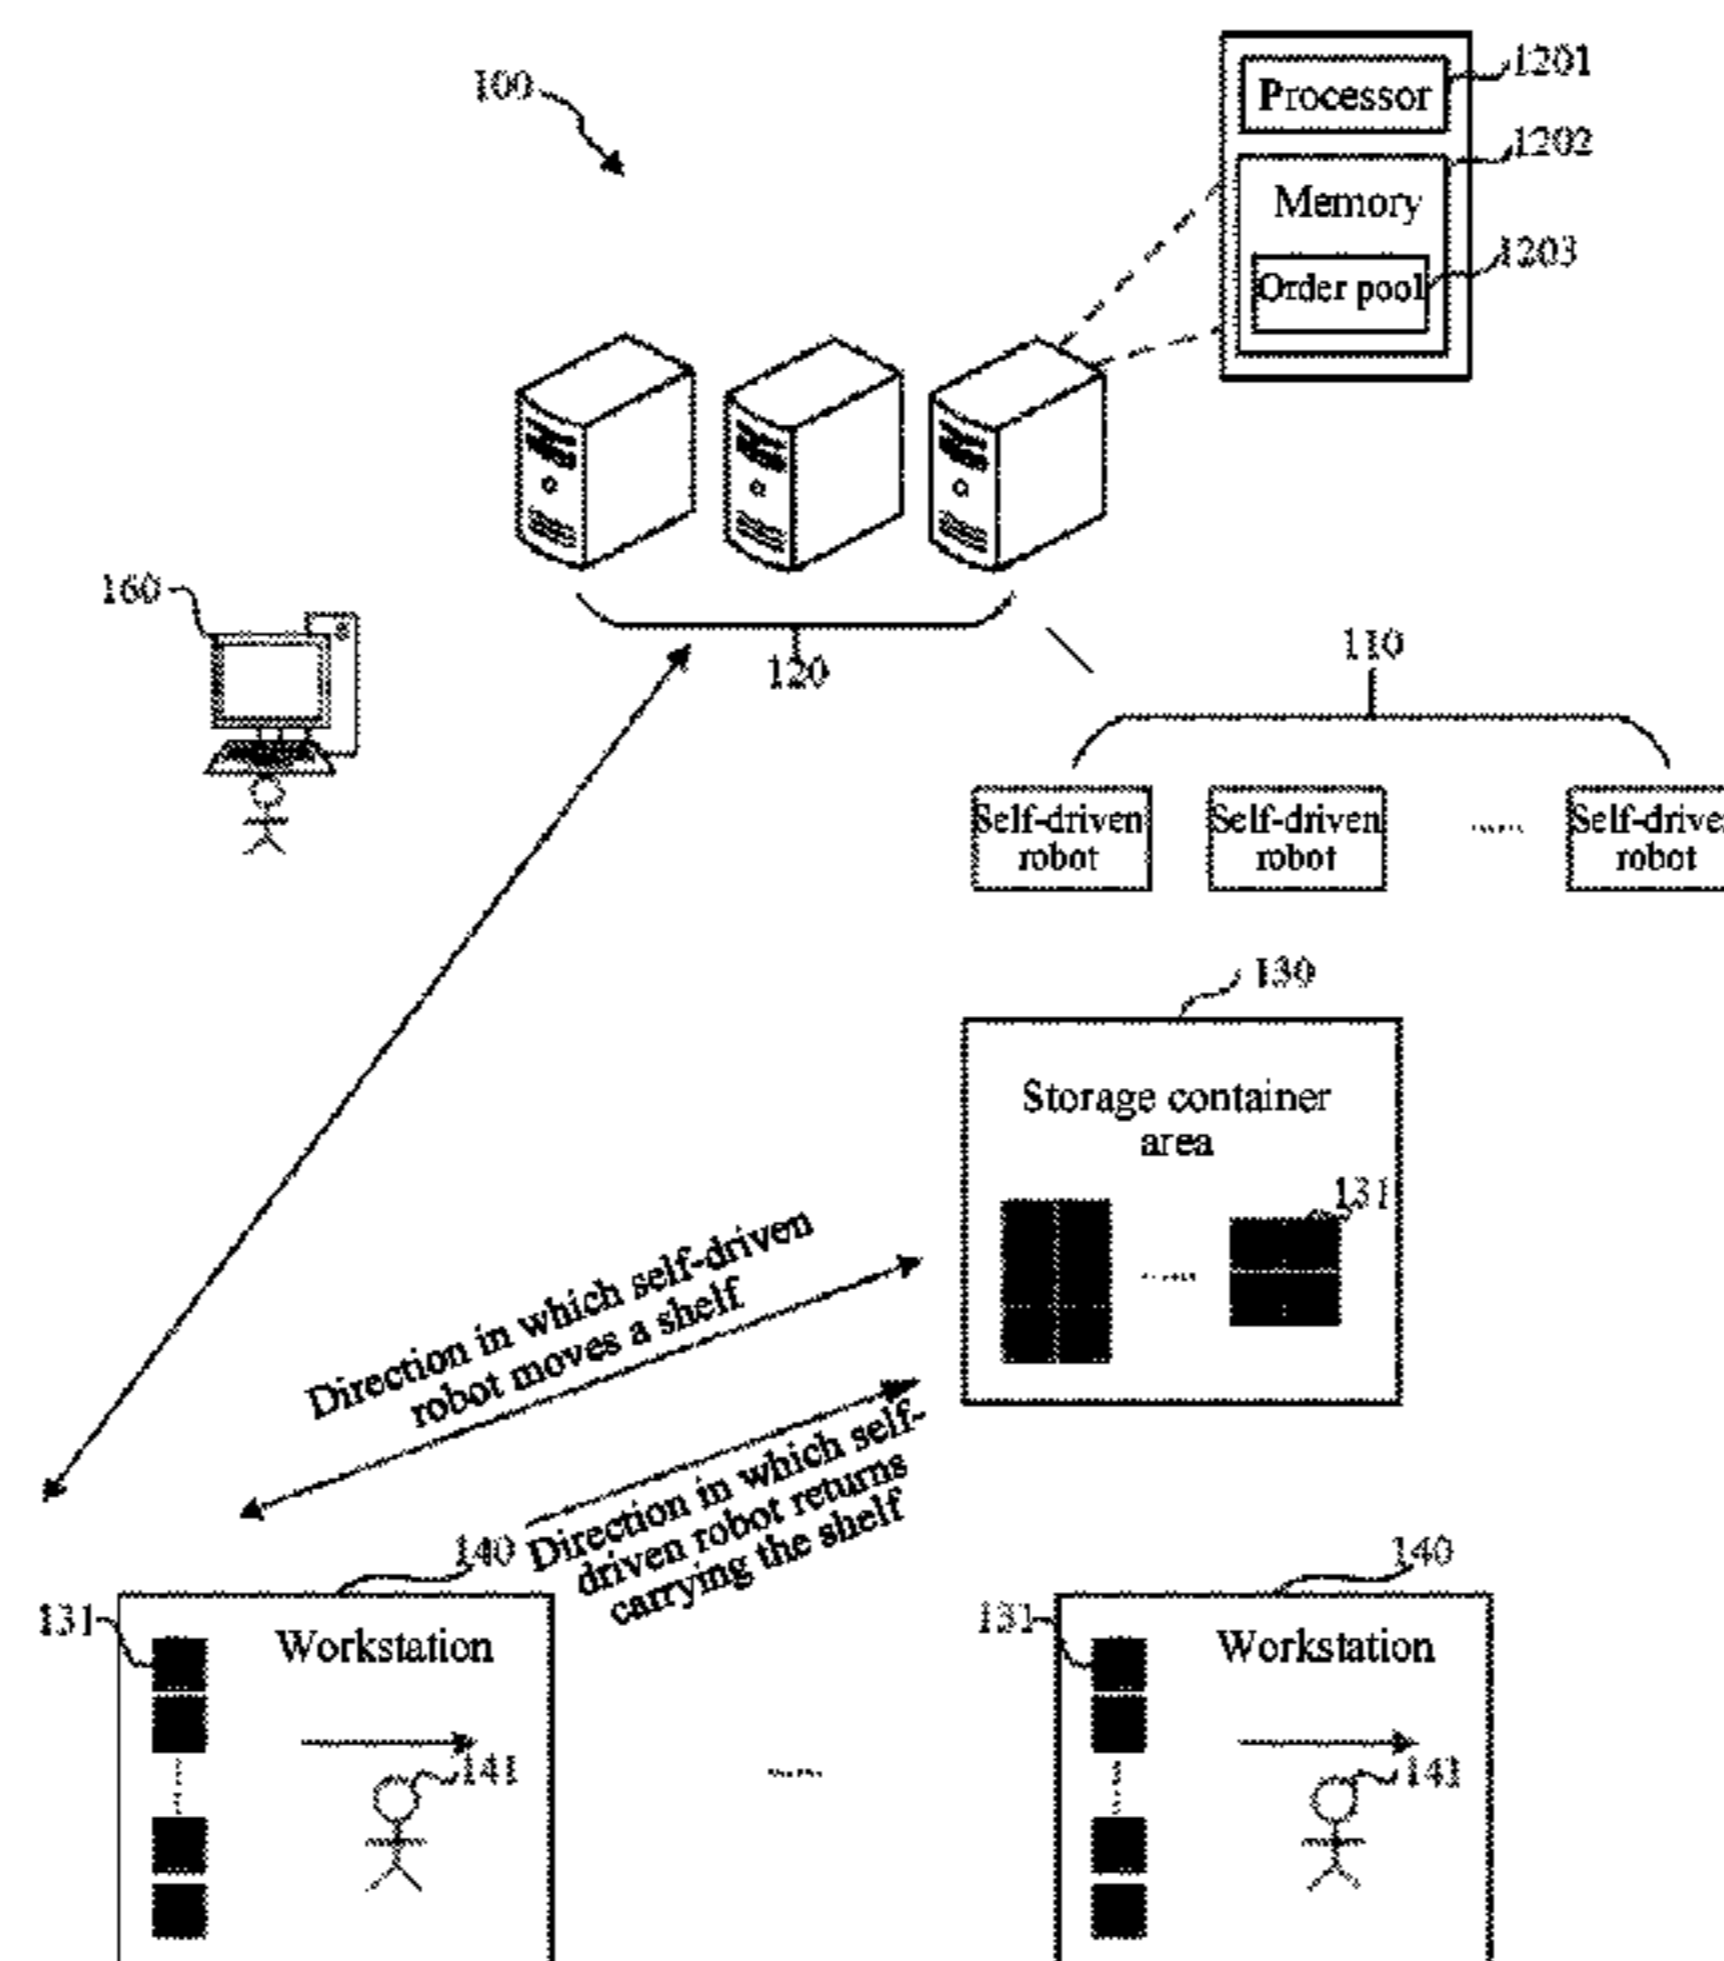 100
1201
Processor
1202
Memory
1203
Order pool
160
120
110
Self-driven
robot
Self-driven
robot
......
Self-drive
robot
130
Storage container
area
131
......
Direction in which self-driven
robot moves a shelf
Direction in which self-
driven robot returns
carrying the shelf
140
140
131
Workstation
131
Workstation
141
......
141